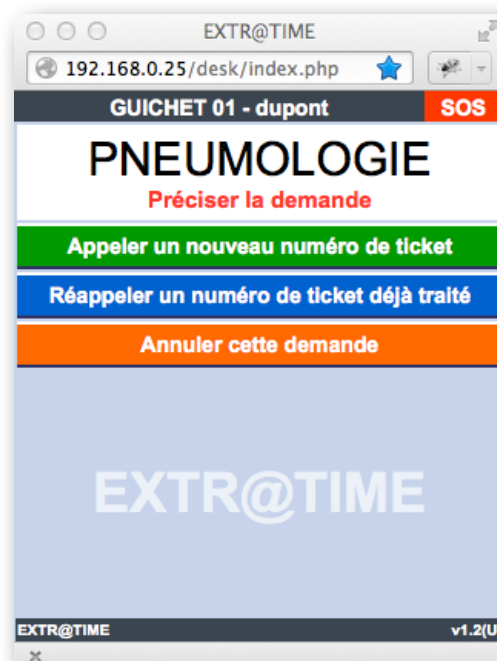 EXTR@TIME
192.168.0.25/desk/index.php
GUICHET 01 - dupont SOS
PNEUMOLOGIE
Préciser la demande
Appeler un nouveau numéro de ticket
Réappeler un numéro de ticket déjà traité
Annuler cette demande
EXTR@TIME
EXTR@TIME v1.2(U